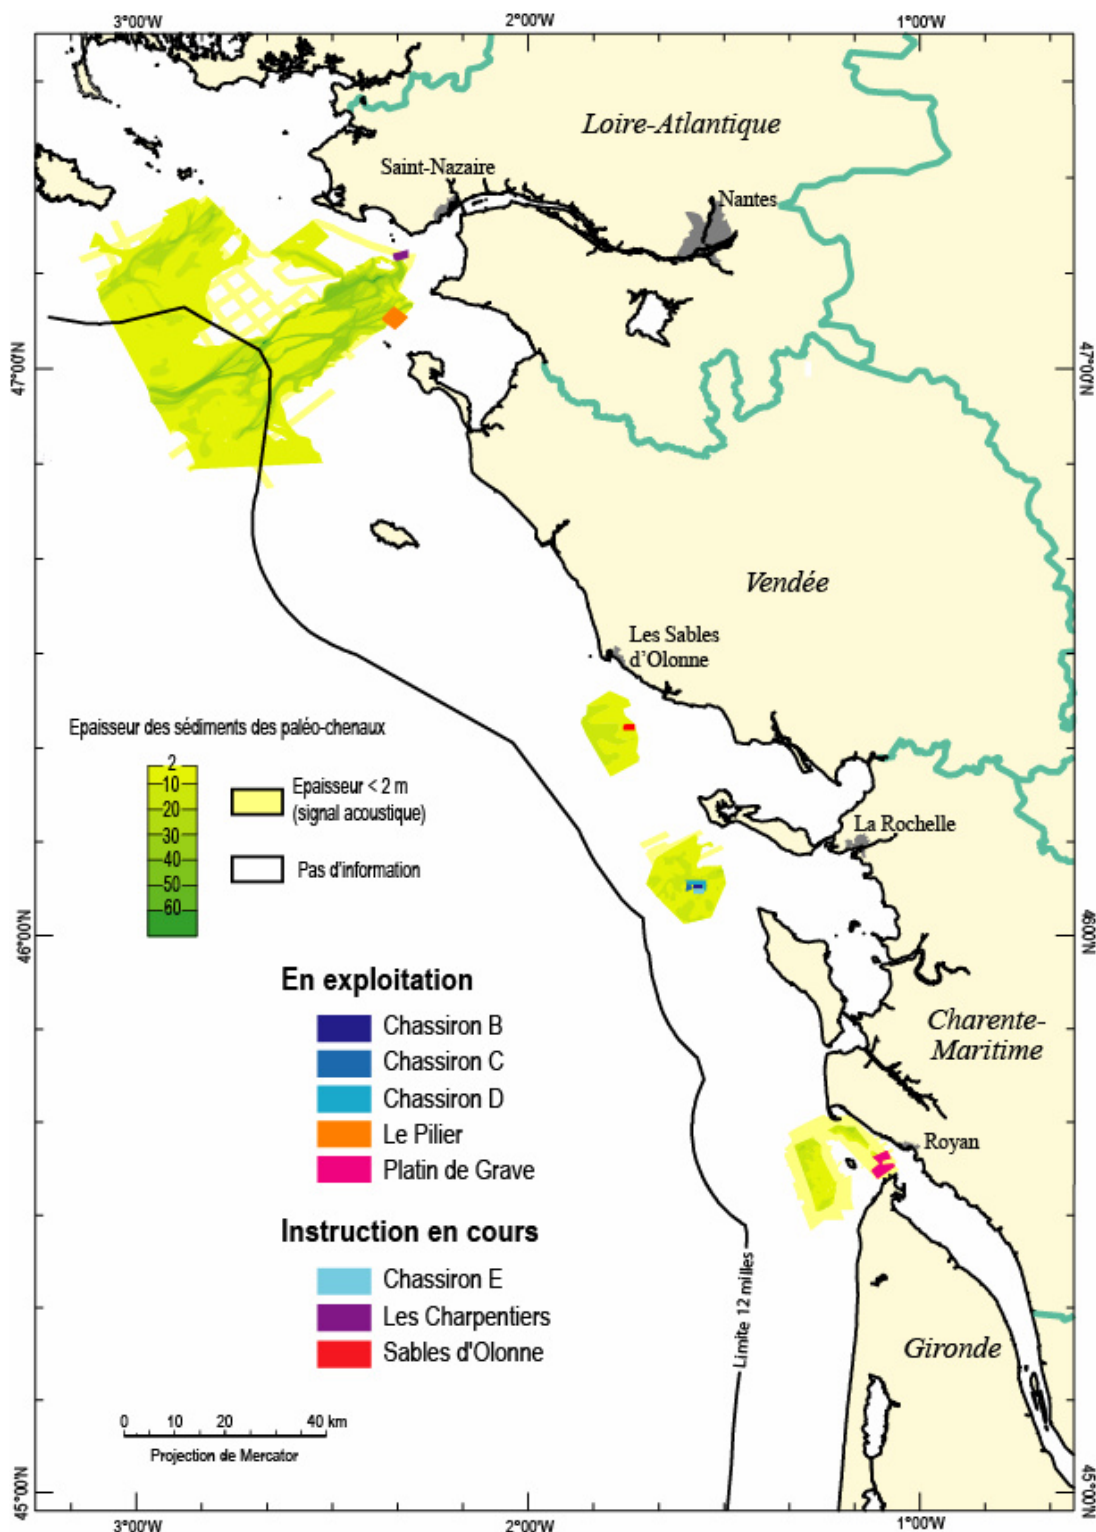 3°00'W 2°00'W 1°00'W
Loire-Atlantique
Saint-Nazaire
Nantes
47°00'N 47°00'N
Vendée
Les Sables
d'Olonne
Epaisseur des sédiments des paléo-chenaux
2
10
20
30
40
50
60
Epaisseur < 2 m
(signal acoustique)
Pas d'information
La Rochelle
46°00'N 46°00'N
En exploitation
Chassiron B
Chassiron C
Chassiron D
Le Pilier
Platin de Grave
Charente-
Maritime
Royan
Instruction en cours
Chassiron E
Les Charpentiers
Sables d'Olonne
Limite 12 milles
Gironde
0 10 20 40 km
Projection de Mercator
45°00'N 45°00'N
3°00'W 2°00'W 1°00'W